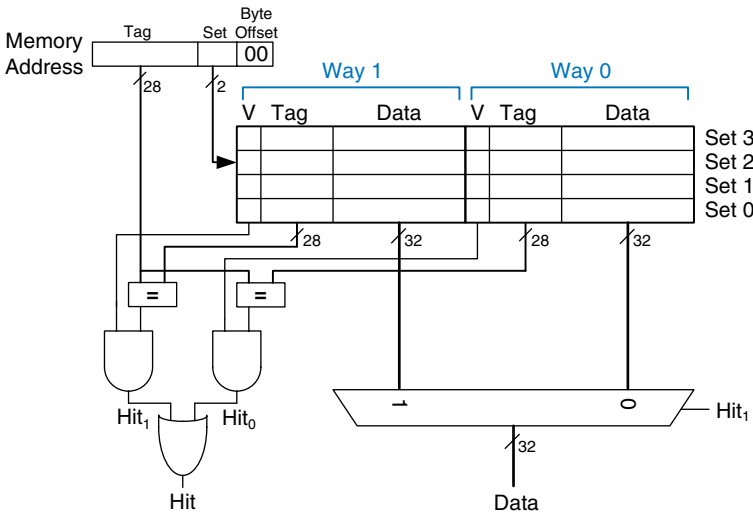 Byte
Tag Set Offset
Memory Address 00
28 2
Way 1 Way 0
V Tag Data V Tag Data
Set 3
Set 2
Set 1
Set 0
28 32 28 32
= =
1 0
Hit1 Hit0 Hit1
32
Hit Data